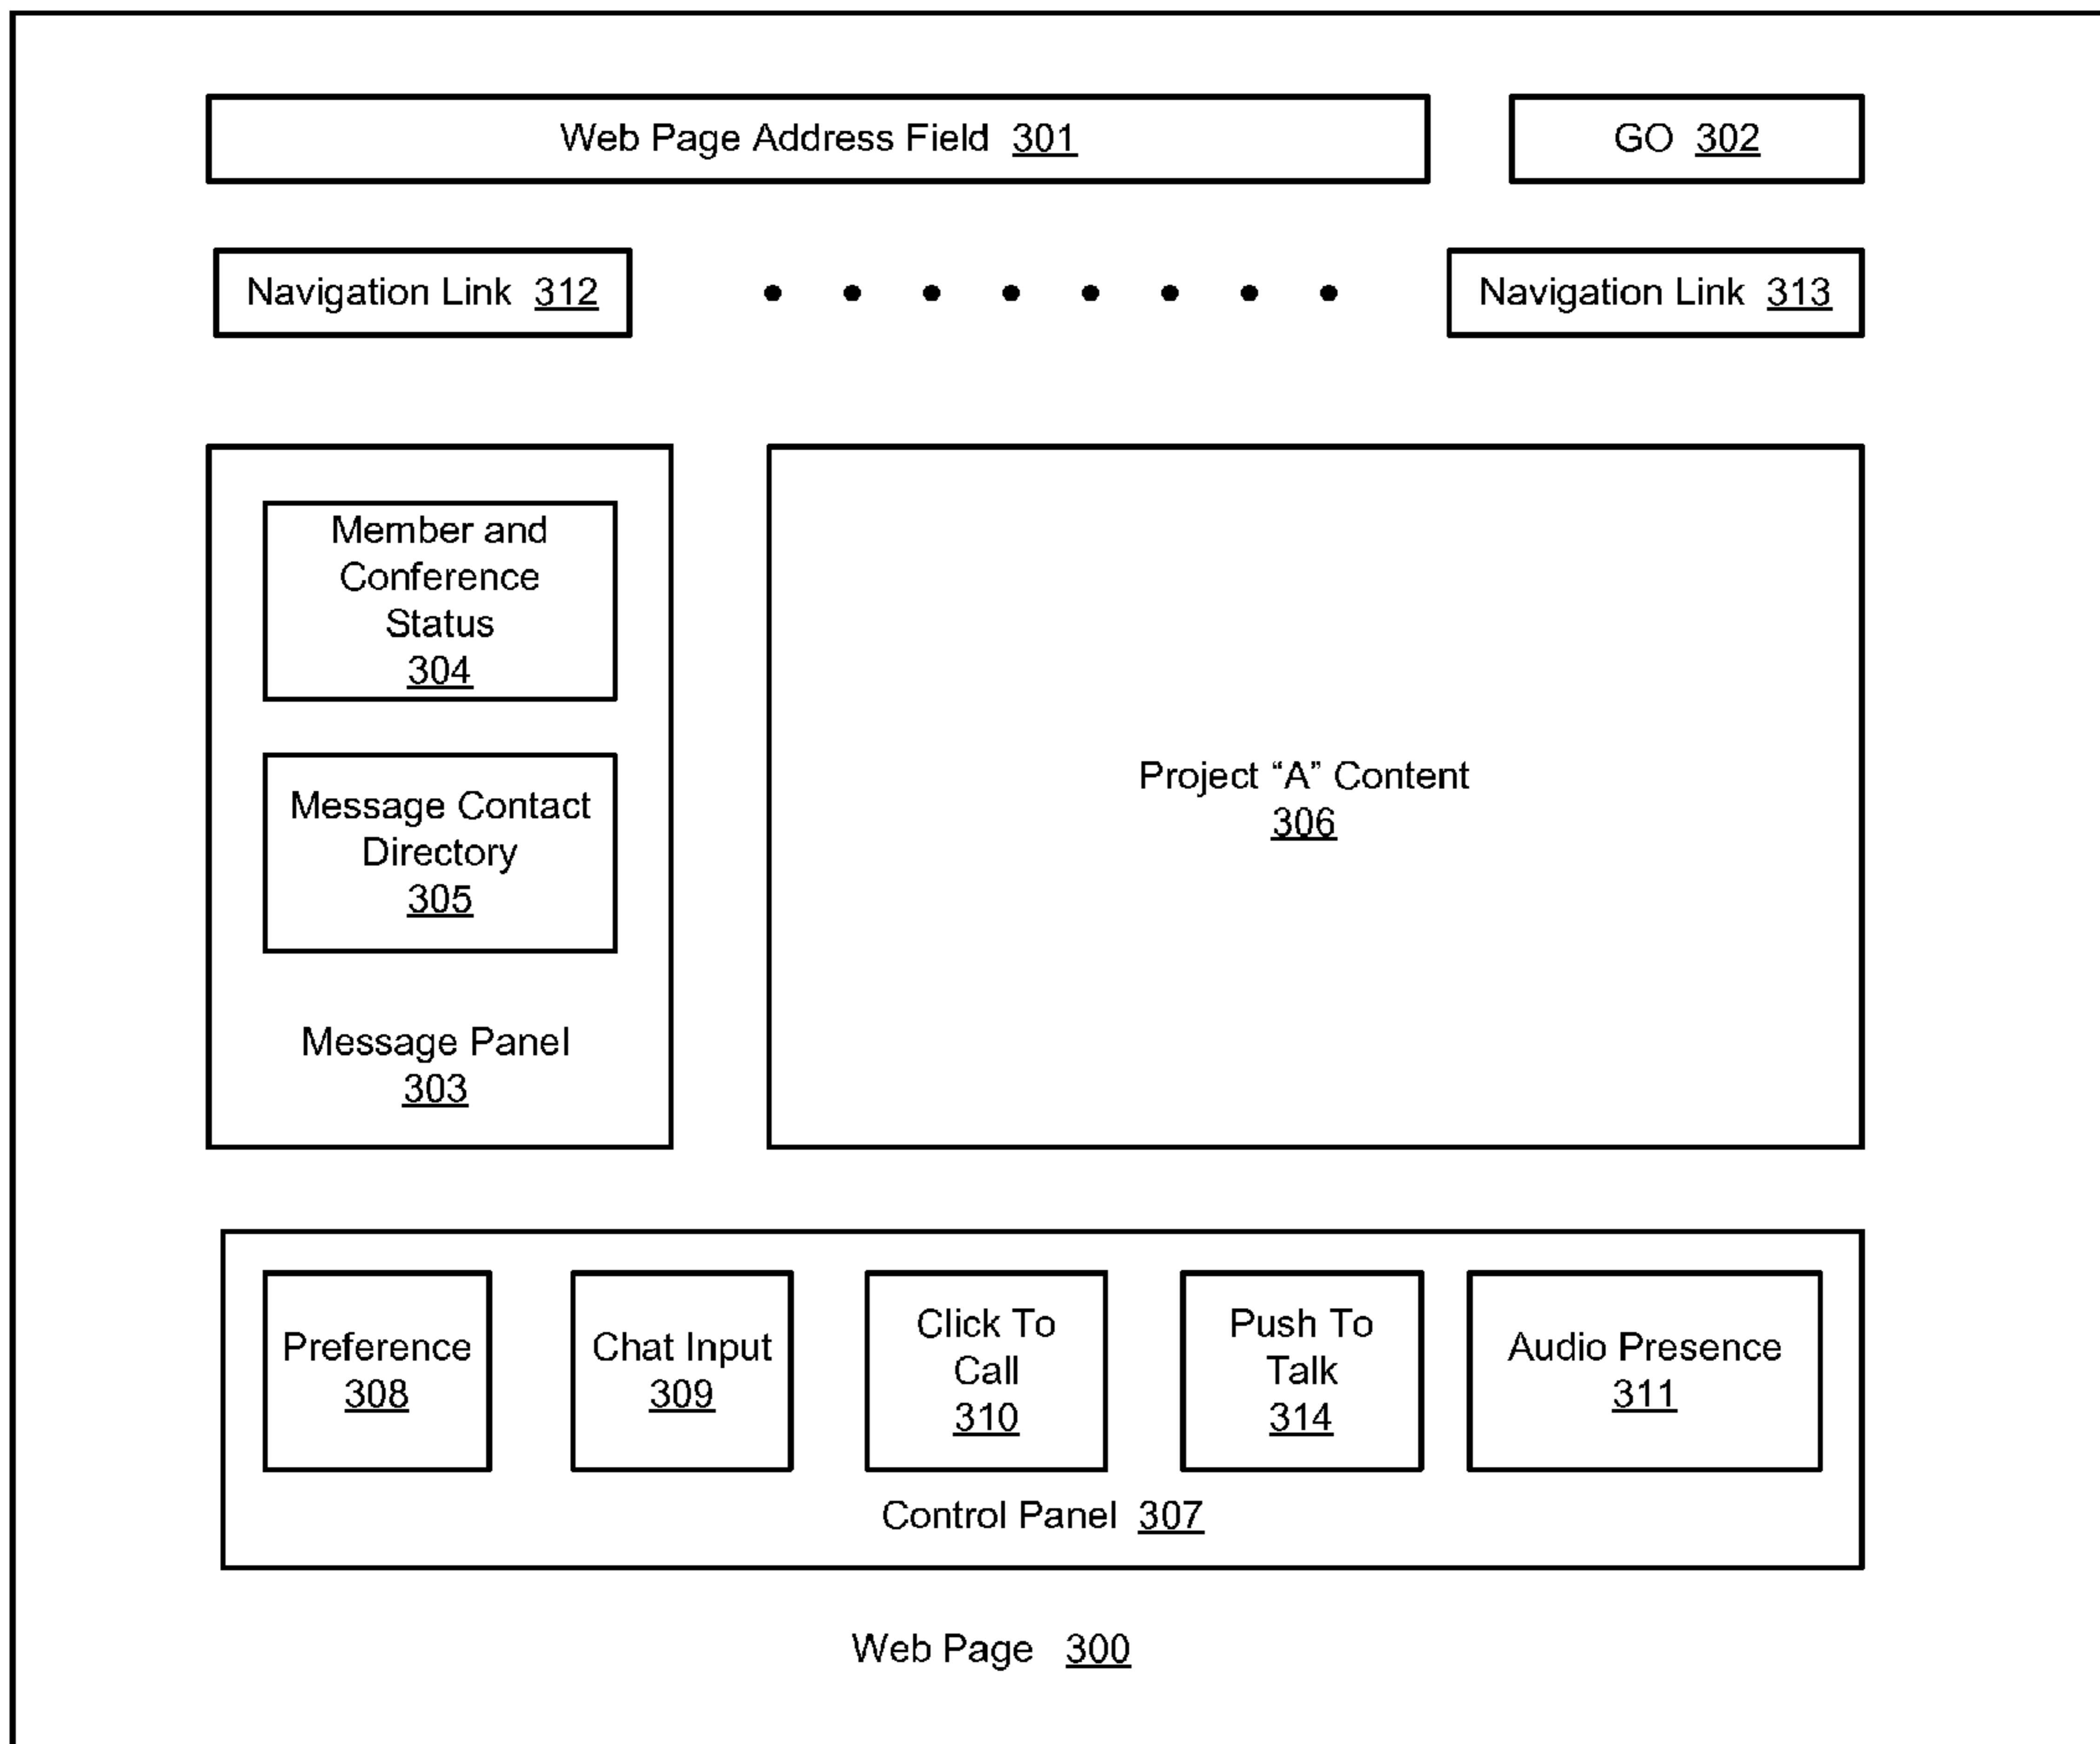 Web Page Address Field 301
GO 302
Navigation Link 312
Navigation Link 313
Member and
Conference
Status
304
Message Contact
Directory
305
Message Panel
303
Project “A” Content
306
Preference
308
Chat Input
309
Click To
Call
310
Push To
Talk
314
Audio Presence
311
Control Panel 307
Web Page 300